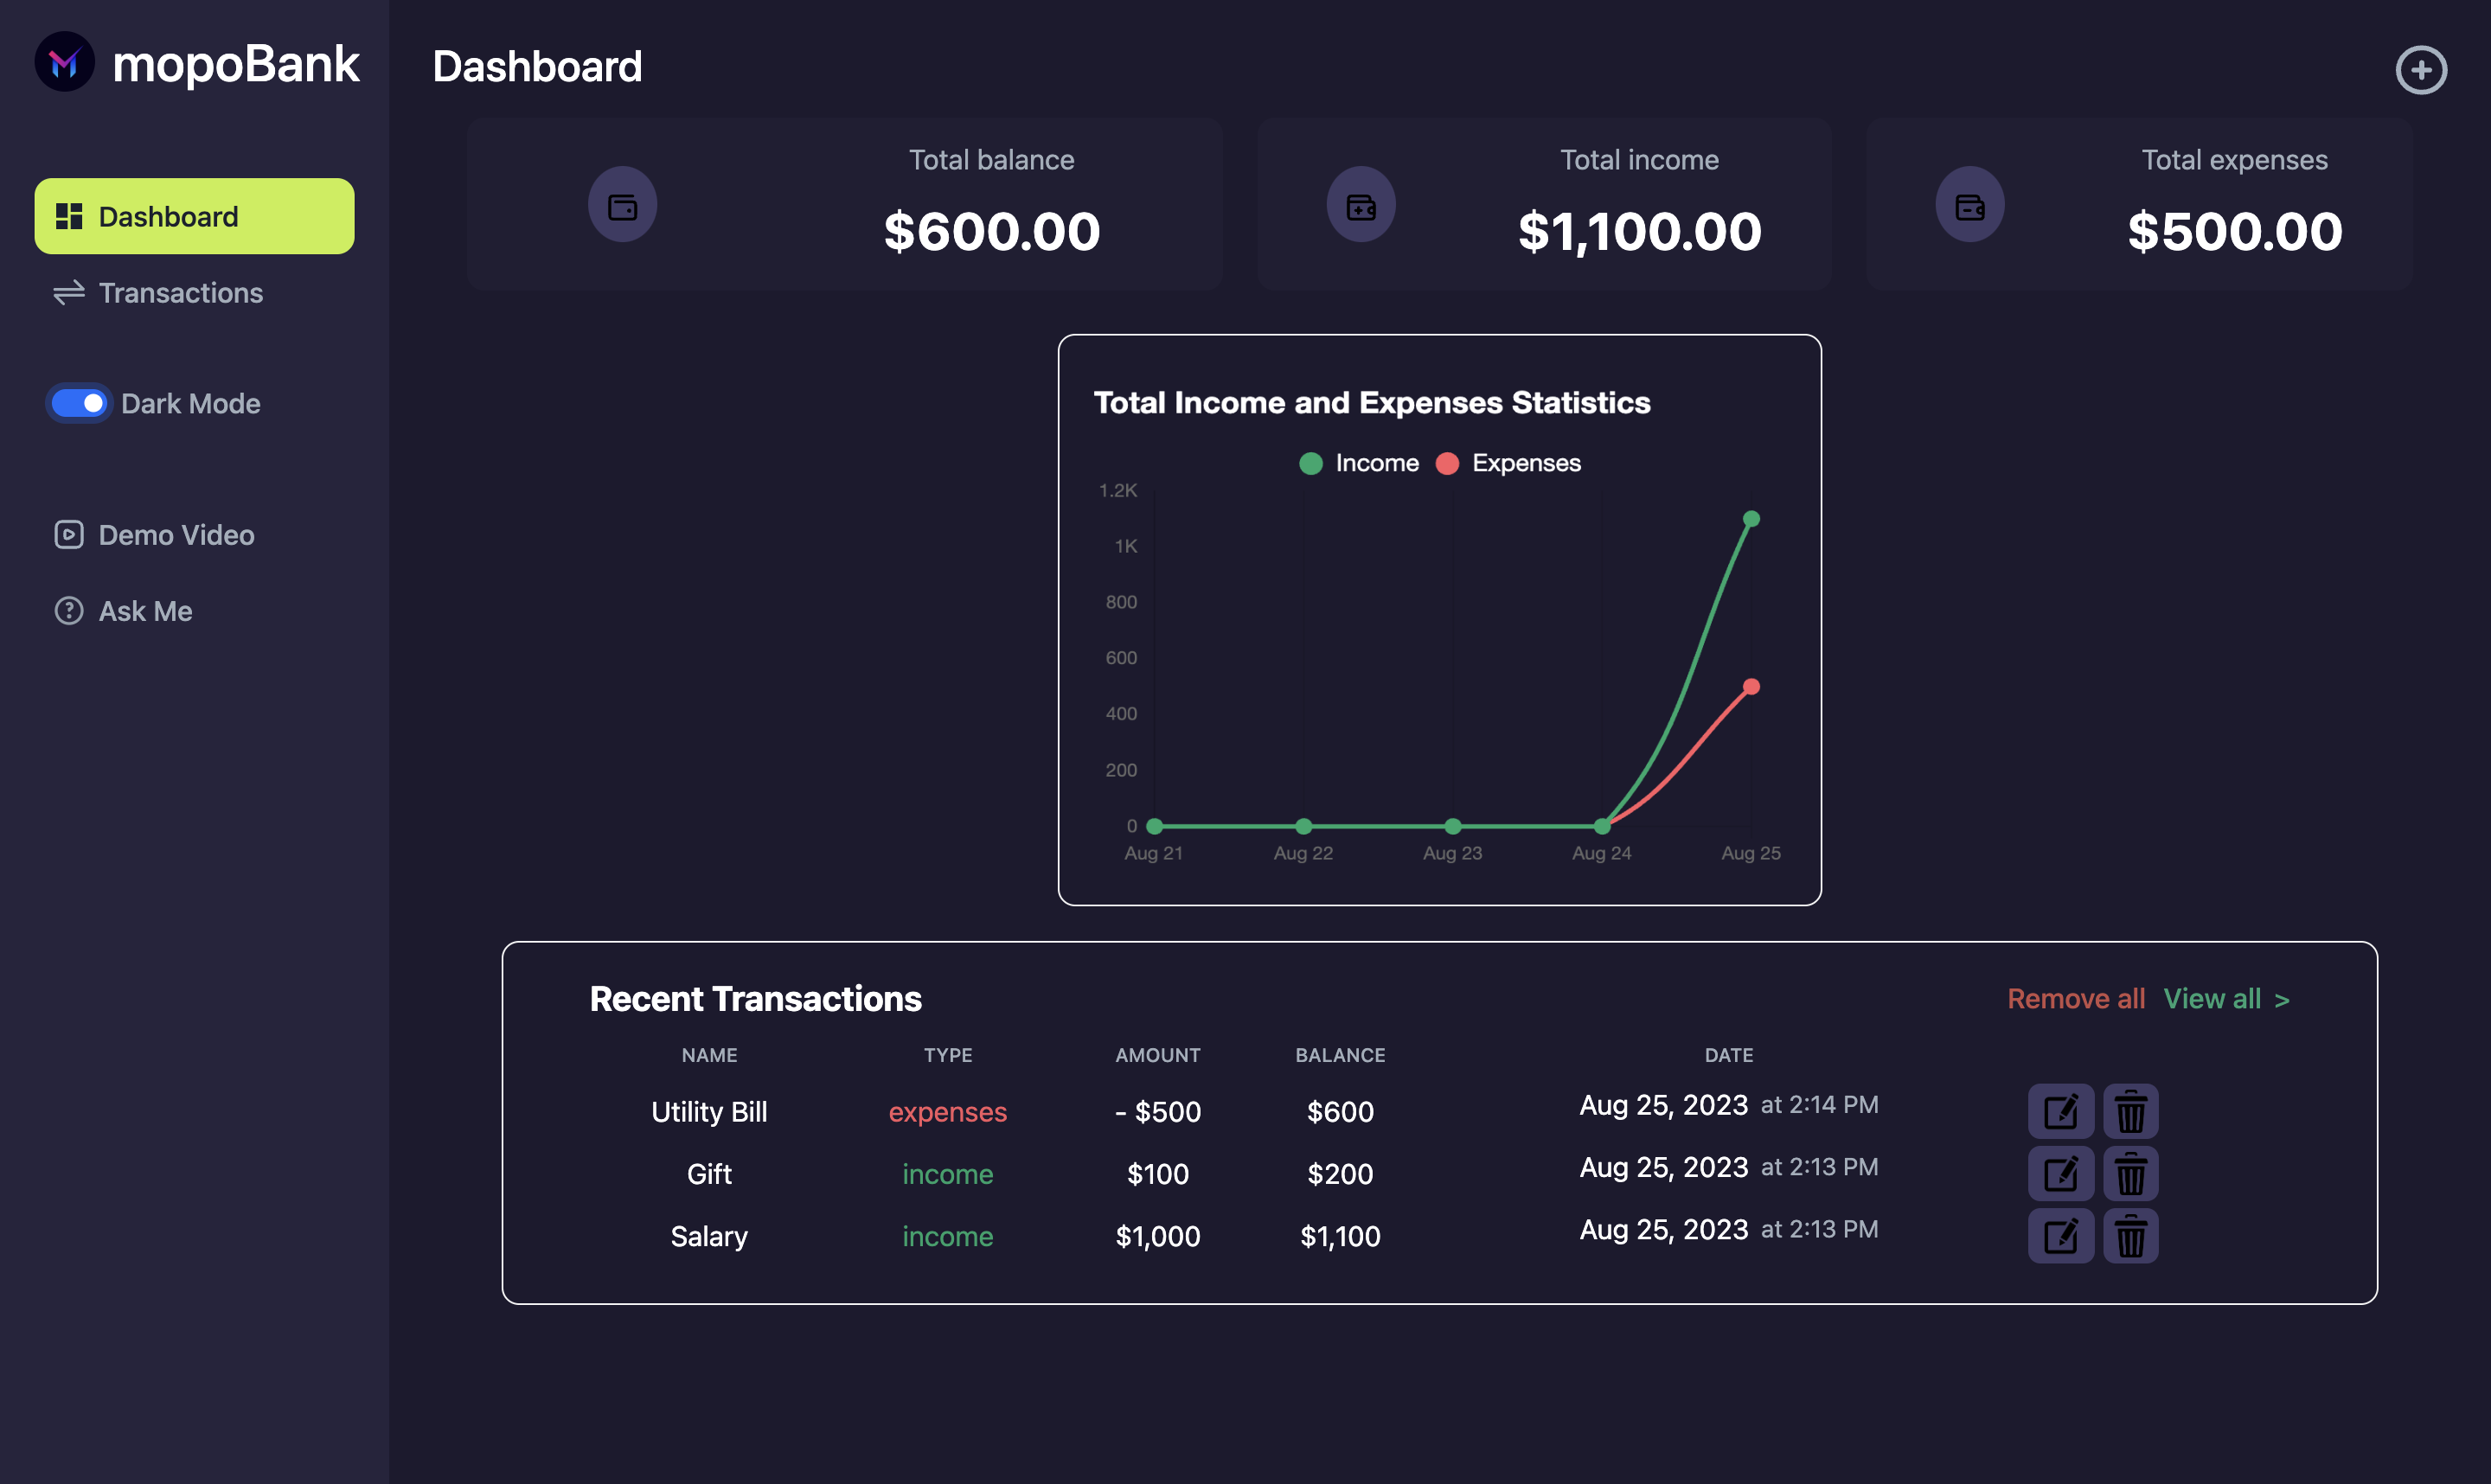 mopoBank
Dashboard
Transactions
Dark Mode
Demo Video
Ask Me
Dashboard
Total balance
$600.00
Total income
$1,100.00
Total expenses
$500.00
Total Income and Expenses Statistics
Income Expenses
1.2K
1K
800
600
400
200
0
Aug 21 Aug 22 Aug 23 Aug 24 Aug 25
Recent Transactions Remove all View all >
NAME TYPE AMOUNT BALANCE DATE
Utility Bill expenses - $500 $600 Aug 25, 2023 at 2:14 PM
Gift income $100 $200 Aug 25, 2023 at 2:13 PM
Salary income $1,000 $1,100 Aug 25, 2023 at 2:13 PM